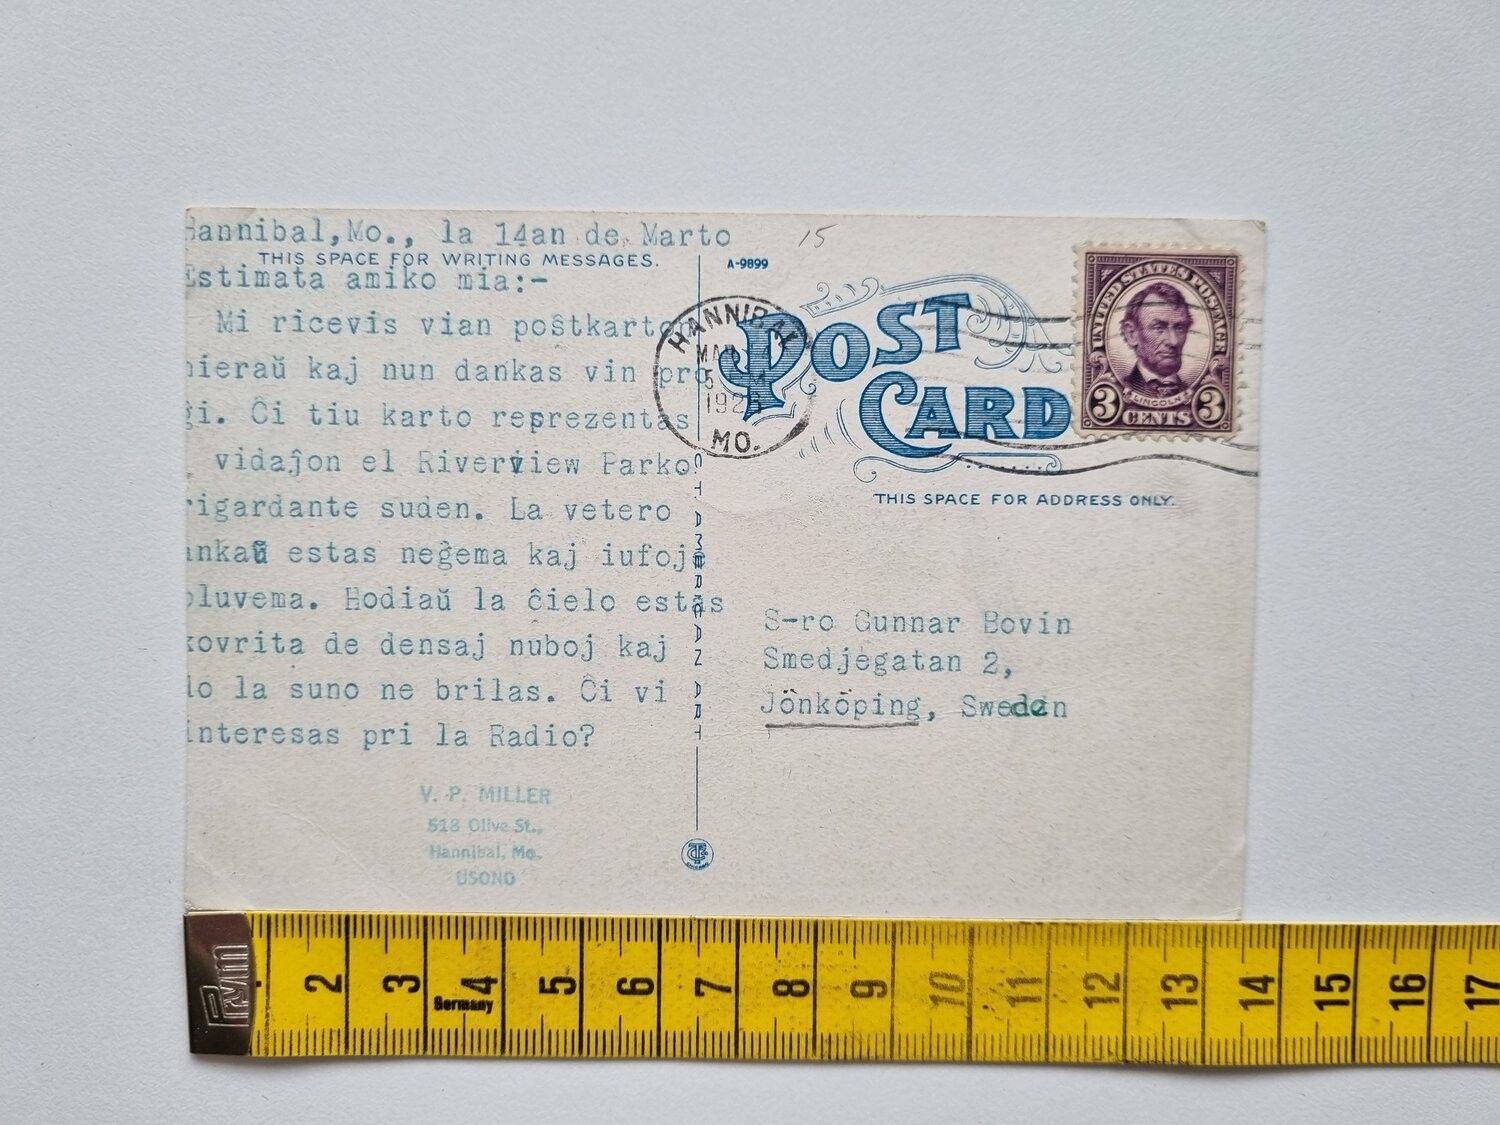 Hannibal,Mo., la 14an de Marto
THIS SPACE FOR WRITING MESSAGES.
Estimata amiko mia:-
Mi ricevis vian poŝtkarton
hieraŭ kaj nun dankas vin pro
ĝi. Ĉi tiu karto reprezentas
vidaĵon el Riverview Parko
rigardante suden. La vetero
ankaŭ estas neĝema kaj iufoje
pluvema. Hodiaŭ la ĉielo estas
kovrita de densaj nuboj kaj
do la suno ne brilas. Ĉi vi
interesas pri la Radio?
V. P. MILLER
518 Olive St.,
Hannibal, Mo.
USONO
C.T. AMERICAN ART
15
A-9899
HANNIBAL
MO.
POST
CARD
UNITED STATES POSTAGE
LINCOLN
3 CENTS 3
THIS SPACE FOR ADDRESS ONLY.
S-ro Gunnar Bovin
Smedjegatan 2,
Jönköping, Sweden
Prym
2 3 4 5 6 7 8 9 10 11 12 13 14 15 16 17
Germany